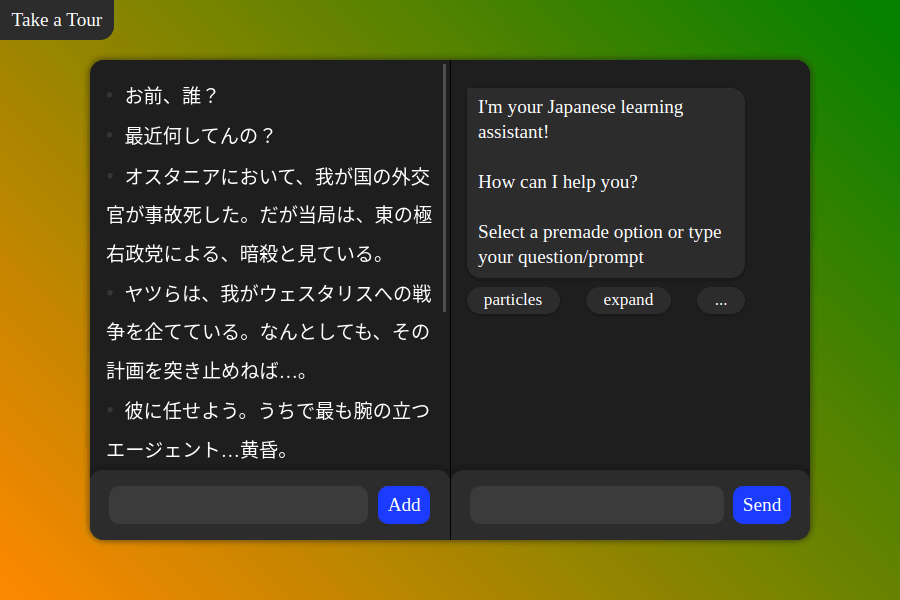 Take a Tour
お前、誰？
最近何してんの？
オスタニアにおいて、我が国の外交
官が事故死した。だが当局は、東の極
右政党による、暗殺と見ている。
ヤツらは、我がウェスタリスへの戦
争を企てている。なんとしても、その
計画を突き止めねば…。
彼に任せよう。うちで最も腕の立つ
エージェント…黄昏。
Add
I'm your Japanese learning
assistant!
How can I help you?
Select a premade option or type
your question/prompt
particles expand ...
Send